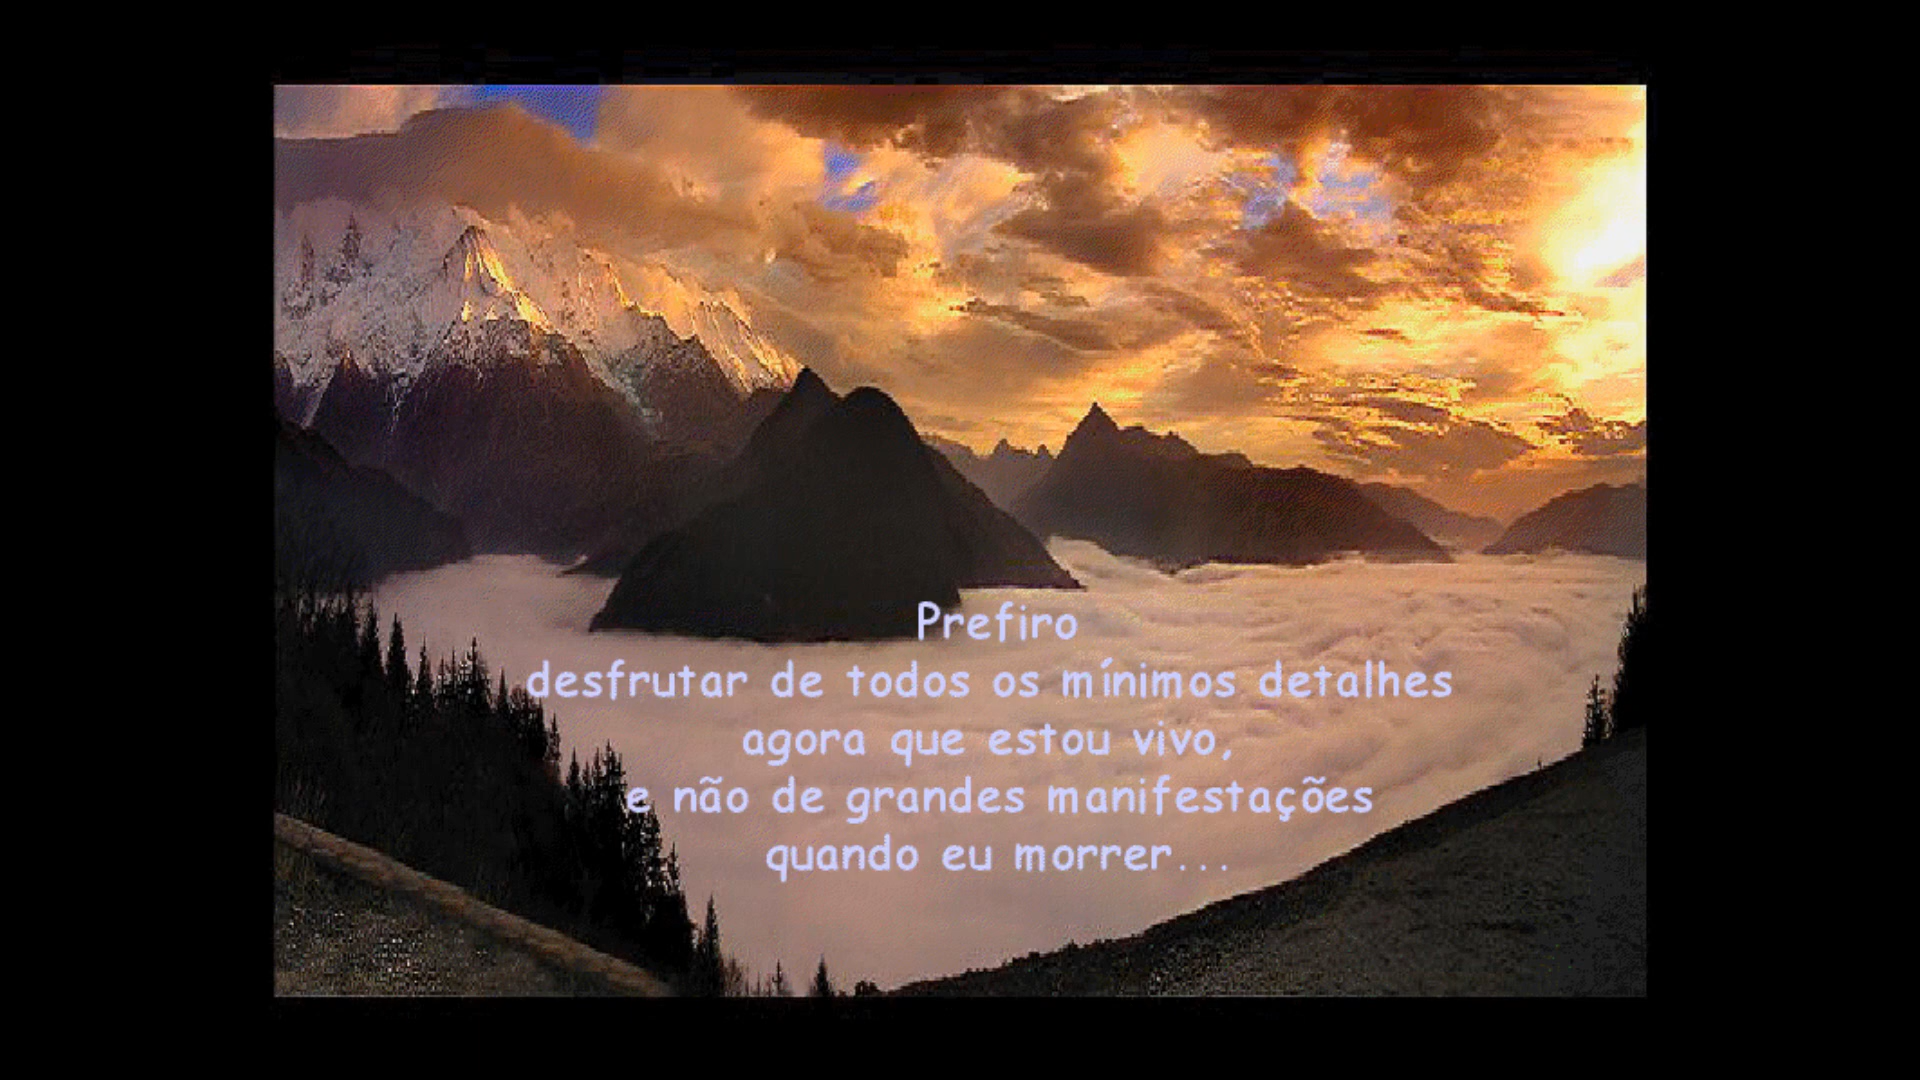 Prefiro
desfrutar de todos os mínimos detalhes
agora que estou vivo,
e não de grandes manifestações
quando eu morrer...